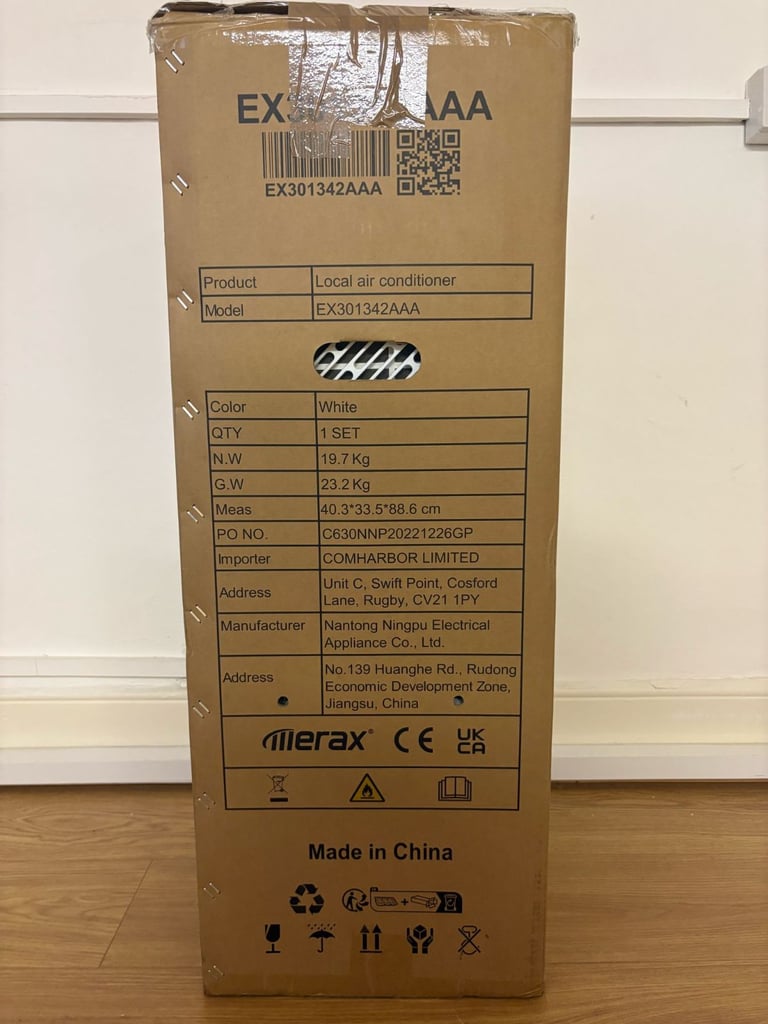 EX301342AAA
Product Local air conditioner
Model EX301342AAA
Color White
QTY 1 SET
N.W 19.7 Kg
G.W 23.2 Kg
Meas 40.3*33.5*88.6 cm
PO NO. C630NNP20221226GP
Importer COMHARBOR LIMITED
Address Unit C, Swift Point, Cosford
Lane, Rugby, CV21 1PY
Manufacturer Nantong Ningpu Electrical
Appliance Co., Ltd.
Address No.139 Huanghe Rd., Rudong
Economic Development Zone,
Jiangsu, China
merax® CE UK
CA
Made in China